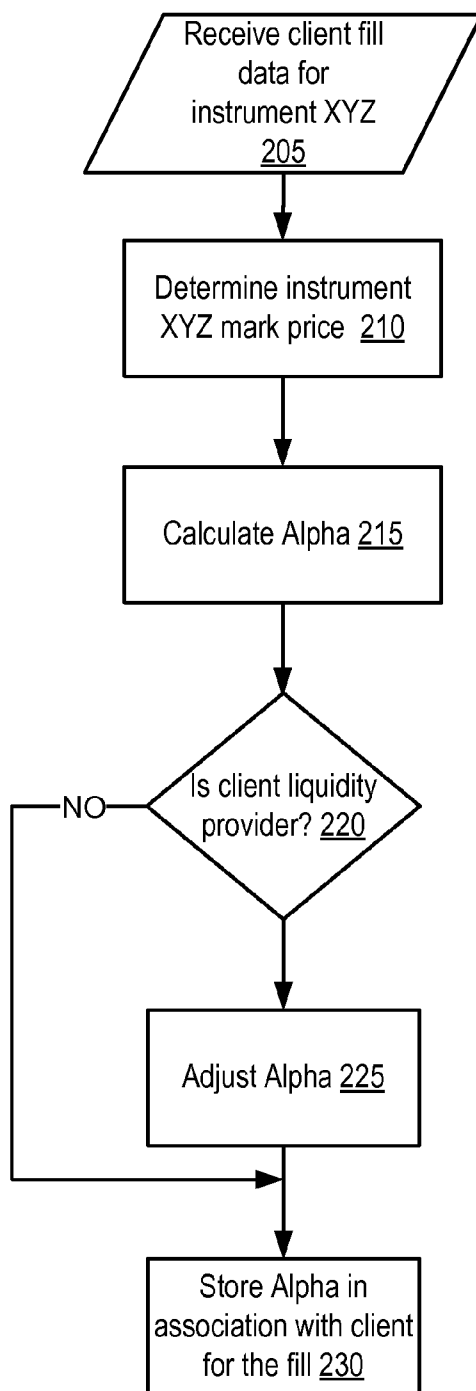 Receive client fill
data for
instrument XYZ
205
Determine instrument
XYZ mark price 210
Calculate Alpha 215
Is client liquidity
provider? 220
NO
Adjust Alpha 225
Store Alpha in
association with client
for the fill 230